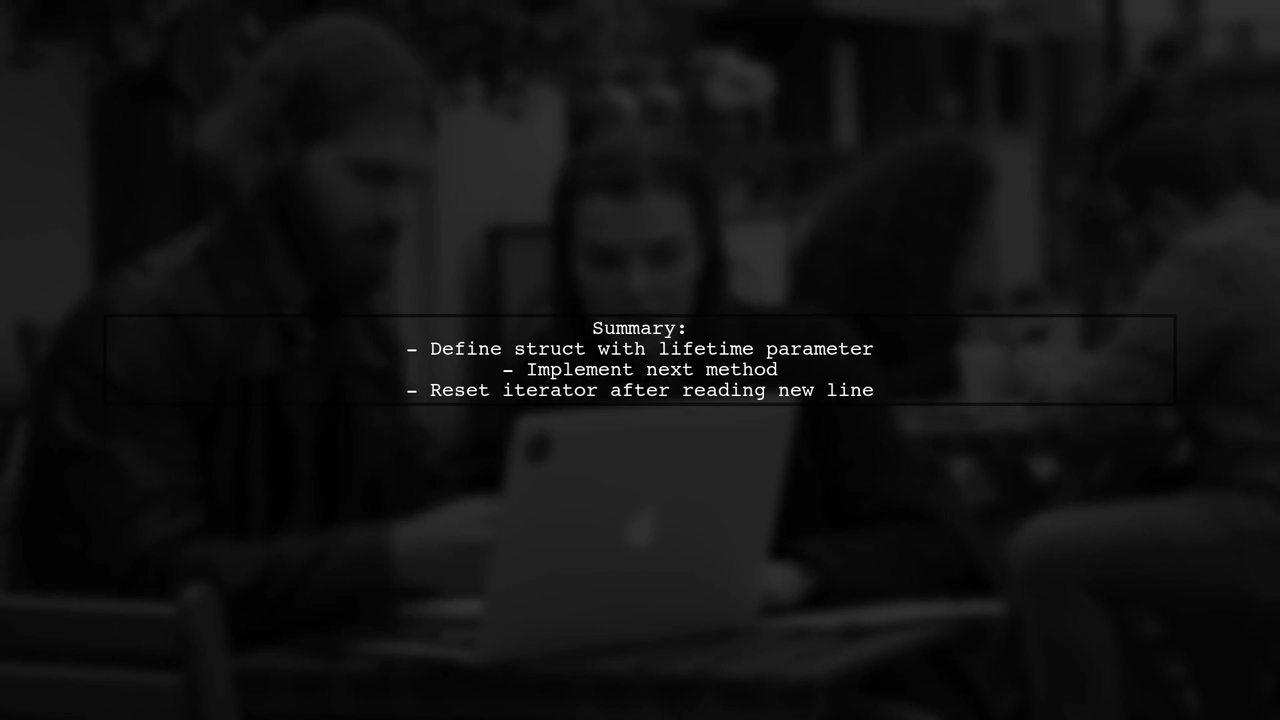 Summary:
- Define struct with lifetime parameter
- Implement next method
- Reset iterator after reading new line